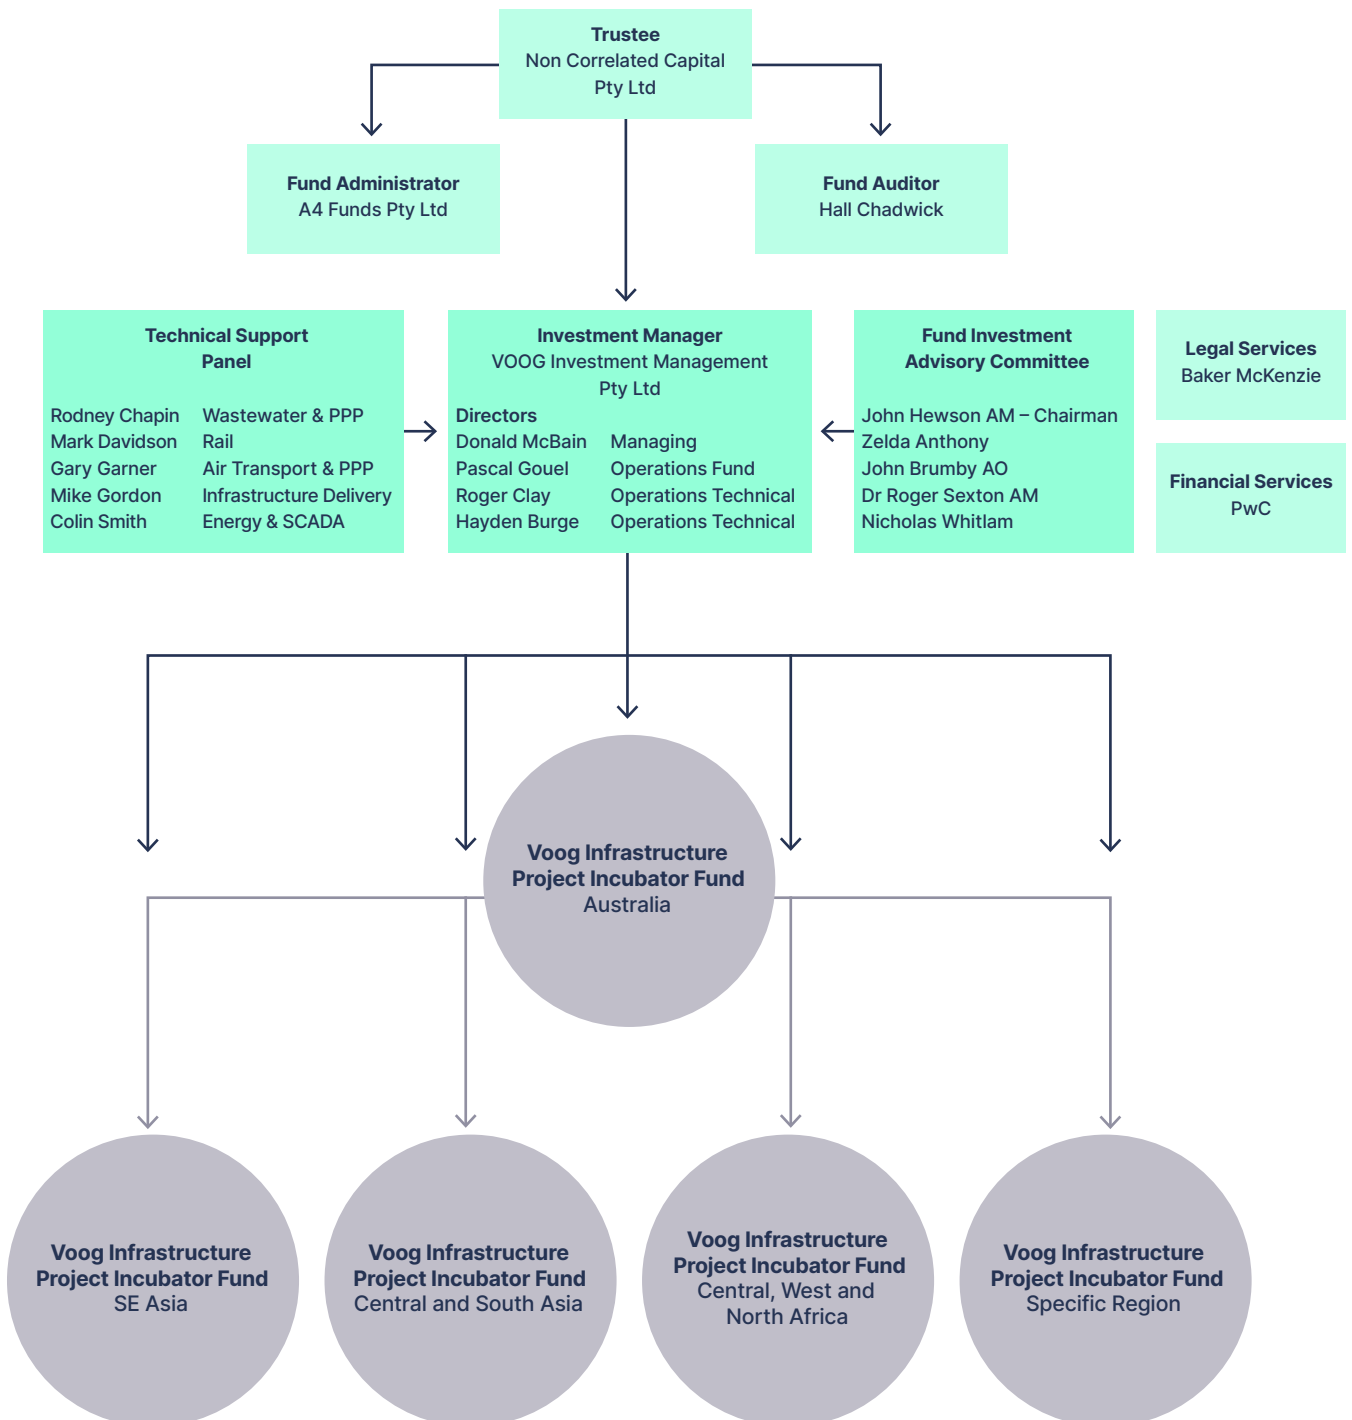 Trustee
Non Correlated Capital
Pty Ltd
Fund Administrator
A4 Funds Pty Ltd
Fund Auditor
Hall Chadwick
Technical Support
Panel
Rodney Chapin Wastewater & PPP
Mark Davidson Rail
Gary Garner Air Transport & PPP
Mike Gordon Infrastructure Delivery
Colin Smith Energy & SCADA
Investment Manager
VOOG Investment Management
Pty Ltd
Directors
Donald McBain Managing
Pascal Gouel Operations Fund
Roger Clay Operations Technical
Hayden Burge Operations Technical
Fund Investment
Advisory Committee
John Hewson AM – Chairman
Zelda Anthony
John Brumby AO
Dr Roger Sexton AM
Nicholas Whitlam
Legal Services
Baker McKenzie
Financial Services
PwC
Voog Infrastructure
Project Incubator Fund
Australia
Voog Infrastructure
Project Incubator Fund
SE Asia
Voog Infrastructure
Project Incubator Fund
Central and South Asia
Voog Infrastructure
Project Incubator Fund
Central, West and
North Africa
Voog Infrastructure
Project Incubator Fund
Specific Region